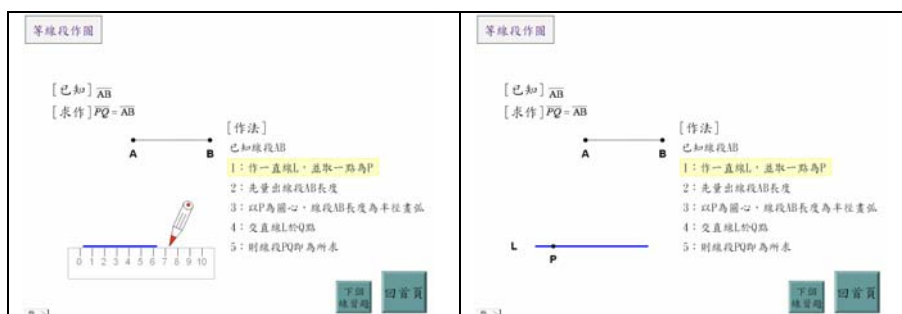 等線段作圖
[已知] AB
[求作] PQ = AB
A B
[作法]
已知線段AB
1：作一直線L，並取一點為P
2：先量出線段AB長度
3：以P為圓心，線段AB長度為半徑畫弧
4：交直線L於Q點
5：則線段PQ即為所求
0 1 2 3 4 5 6 7 8 9 10
下個
練習題
回首頁
等線段作圖
[已知] AB
[求作] PQ = AB
A B
[作法]
已知線段AB
1：作一直線L，並取一點為P
2：先量出線段AB長度
3：以P為圓心，線段AB長度為半徑畫弧
4：交直線L於Q點
5：則線段PQ即為所求
L
P
下個
練習題
回首頁